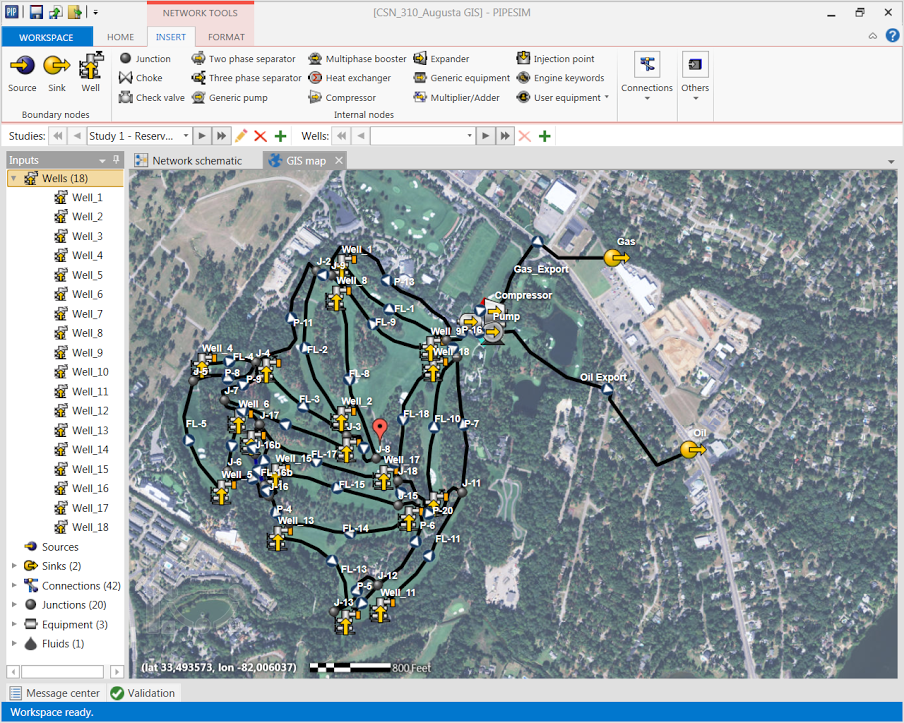 PIP
NETWORK TOOLS
[CSN_310_Augusta GIS] - PIPESIM
WORKSPACE HOME INSERT FORMAT
Source Sink Well
Boundary nodes
Junction Two phase separator Multiphase booster Expander Injection point
Choke Three phase separator Heat exchanger Generic equipment Engine keywords
Check valve Generic pump Compressor Multiplier/Adder User equipment
Internal nodes
Connections Others
Studies: Study 1 - Reserv... Wells:
Inputs
Network schematic GIS map
Wells (18)
Well_1
Well_2
Well_3
Well_4
Well_5
Well_6
Well_7
Well_8
Well_9
Well_10
Well_11
Well_12
Well_13
Well_14
Well_15
Well_16
Well_17
Well_18
Sources
Sinks (2)
Connections (42)
Junctions (20)
Equipment (3)
Fluids (1)
Gas
Well_1
J-2 J-9
Gas_Export
Well_8 P-13
Compressor
FL-1
Pump
P-11 FL-9 Well_9 P-16
Well_4 FL-2 Well_18
FL-4 J-4
J-5 P-8 P-9 FL-8
Oil Export
J-7
Well_6 FL-3 Well_2
J-17 FL-18 FL-10 P-7
FL-5 J-3
Oil
J-16b J-8
J-6 Well_15 FL-17 Well_17
Well_5 FL-16b J-18
J-16 FL-15 J-15 J-11
P-4 P-20
Well_13 FL-14 P-6
FL-11
FL-13 J-12
P-5
Well_11
J-13
(lat 33,493573, lon -82,006037) 800 Feet
Message center Validation
Workspace ready.